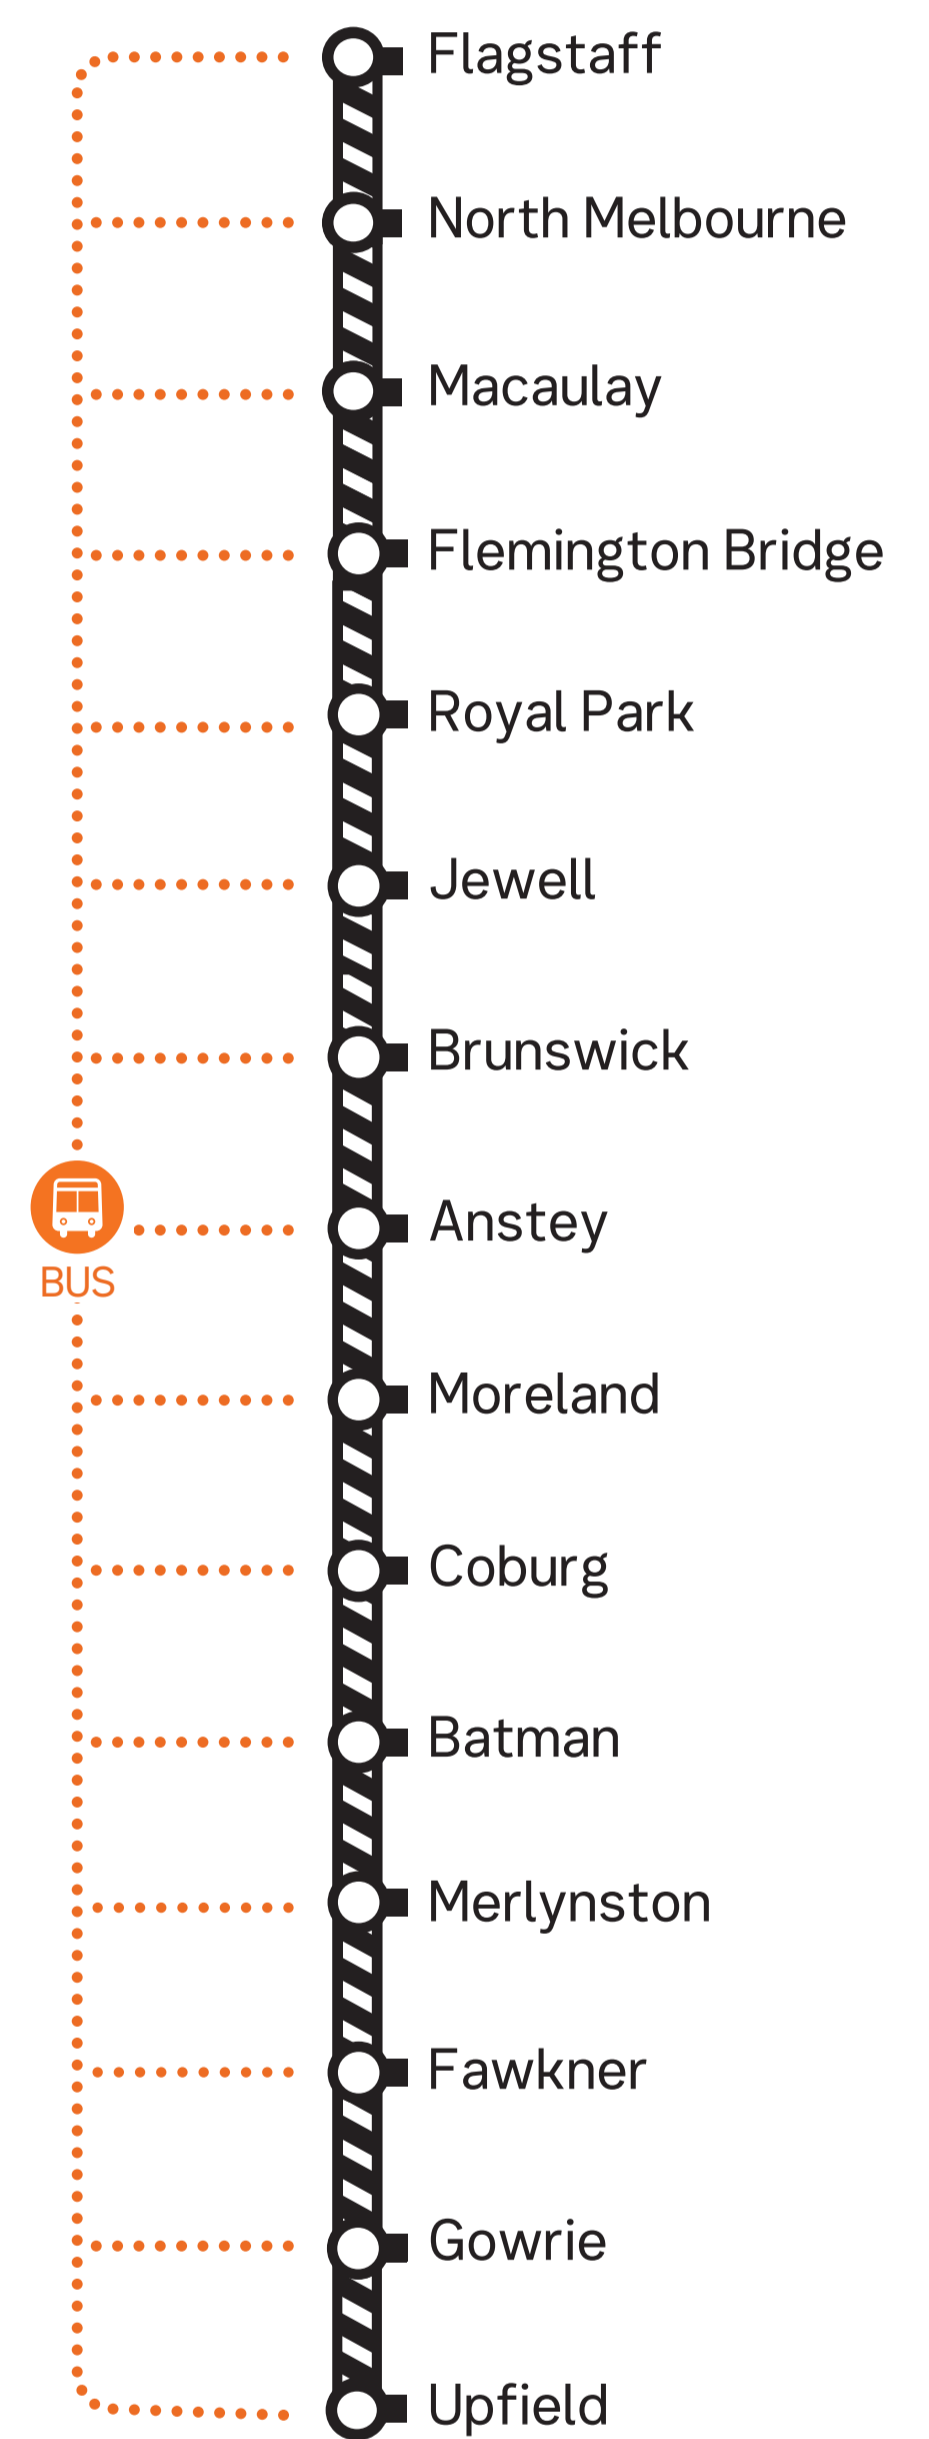 Flagstaff
North Melbourne
Macaulay
Flemington Bridge
Royal Park
Jewell
Brunswick
Anstey
BUS
Moreland
Coburg
Batman
Merlynston
Fawkner
Gowrie
Upfield